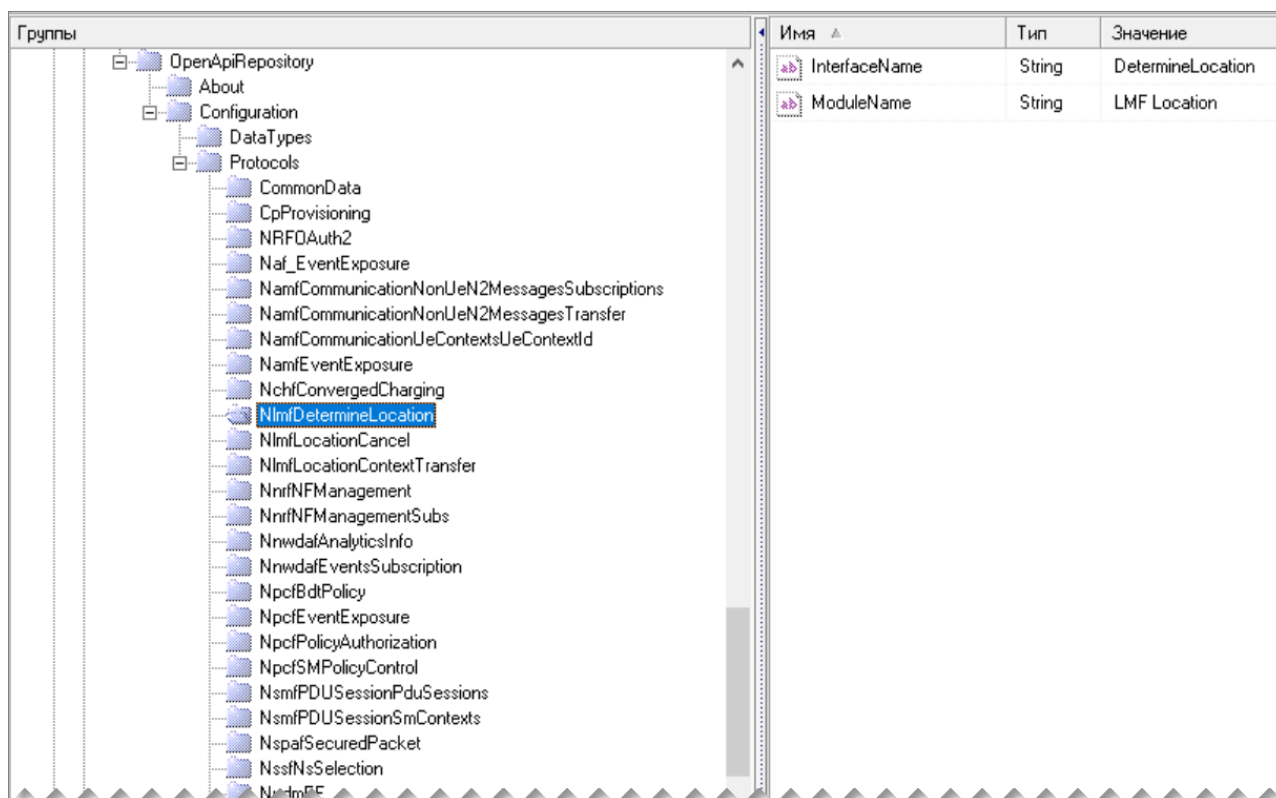 Группы
OpenApiRepository
About
Configuration
DataTypes
Protocols
CommonData
CpProvisioning
NRFOAuth2
Naf_EventExposure
NamfCommunicationNonUeN2MessagesSubscriptions
NamfCommunicationNonUeN2MessagesTransfer
NamfCommunicationUeContextsUeContextId
NamfEventExposure
NchfConvergedCharging
NlmfDetermineLocation
NlmfLocationCancel
NlmfLocationContextTransfer
NnrfNFManagement
NnrfNFManagementSubs
NnwdafAnalyticsInfo
NnwdafEventsSubscription
NpcfBdtPolicy
NpcfEventExposure
NpcfPolicyAuthorization
NpcfSMPolicyControl
NsmfPDUSessionPduSessions
NsmfPDUSessionSmContexts
NspafSecuredPacket
NssfNsSelection
Имя Тип Значение
ab InterfaceName String DetermineLocation
ab ModuleName String LMF Location